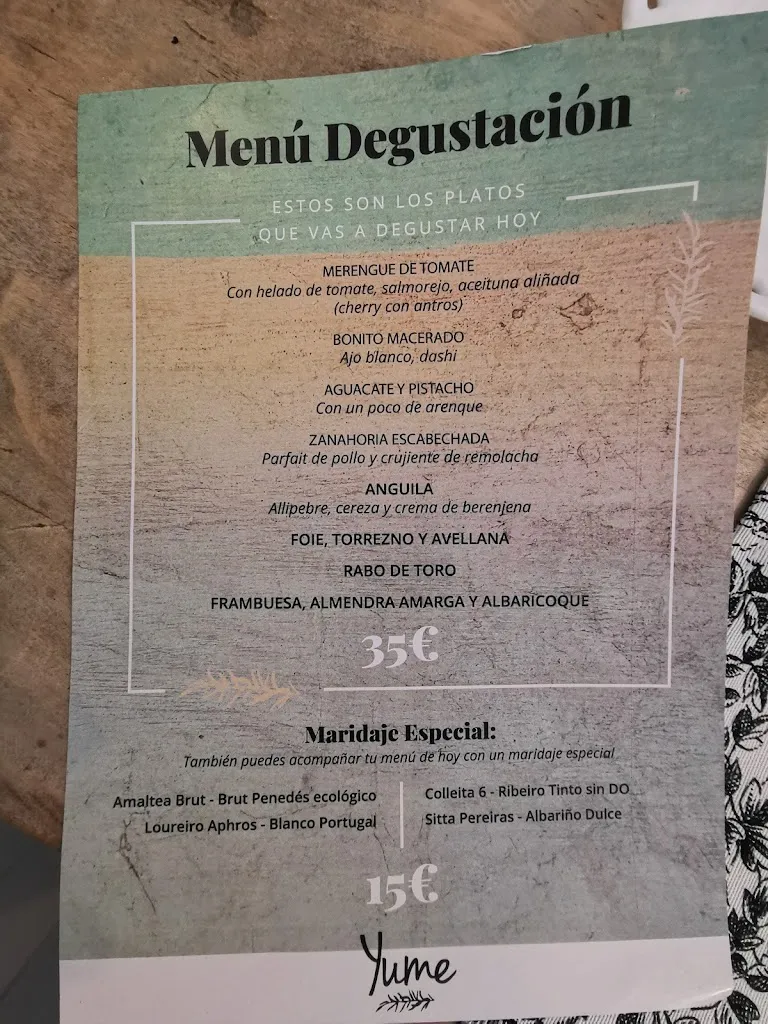 Menú Degustación
ESTOS SON LOS PLATOS
QUE VAS A DEGUSTAR HOY
MERENGUE DE TOMATE
Con helado de tomate, salmorejo, aceituna aliñada
(cherry con antros)
BONITO MACERADO
Ajo blanco, dashi
AGUACATE Y PISTACHO
Con un poco de arenque
ZANAHORIA ESCABECHADA
Parfait de pollo y crujiente de remolacha
ANGUILA
Allipebre, cereza y crema de berenjena
FOIE, TORREZNO Y AVELLANA
RABO DE TORO
FRAMBUESA, ALMENDRA AMARGA Y ALBARICOQUE
35€
Maridaje Especial:
También puedes acompañar tu menú de hoy con un maridaje especial
Amaltea Brut - Brut Penedés ecológico
Loureiro Aphros - Blanco Portugal
Colleita 6 - Ribeiro Tinto sin DO
Sitta Pereiras - Albariño Dulce
15€
Yume